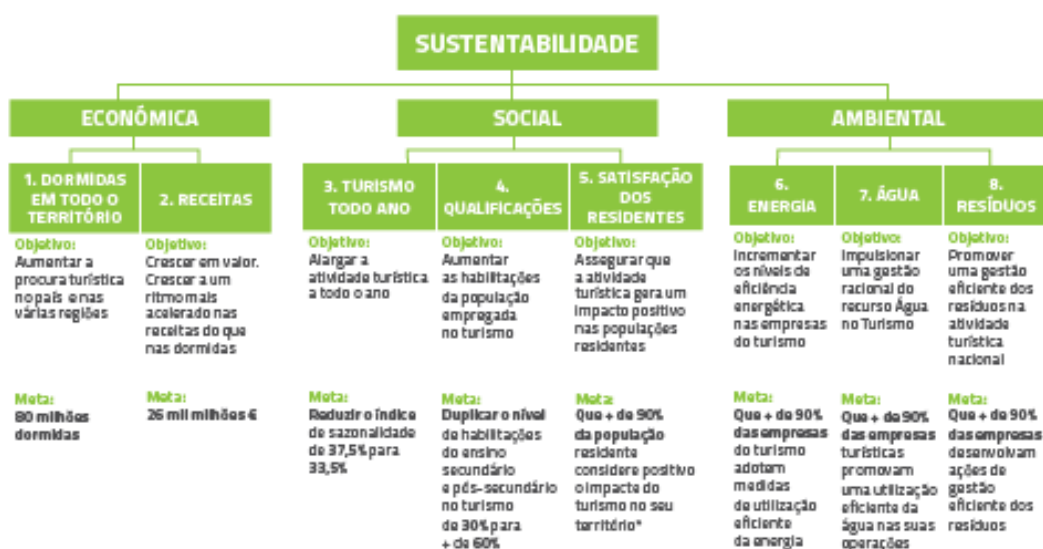 SUSTENTABILIDADE
ECONÓMICA
1. DORMIDAS
EM TODO O
TERRITÓRIO
Objetivo:
Aumentar a
procura turística
no país e nas
várias regiões
Meta:
80 milhões
dormidas
2. RECEITAS
Objetivo:
Crescer em valor.
Crescer a um
ritmo mais
acelerado nas
receitas do que
nas dormidas
Meta:
26 mil milhões €
SOCIAL
3. TURISMO
TODO ANO
Objetivo:
Alargar a
atividade turística
a todo o ano
Meta:
Reduzir o índice
de sazonalidade
de 37,5% para
33,5%
4.
QUALIFICAÇÕES
Objetivo:
Aumentar
as habilitações
da população
empregada
no turismo
Meta:
Duplicar o nível
de habilitações
do ensino
secundário
e pós-secundário
no turismo
de 30% para
+ de 60%
5. SATISFAÇÃO
DOS
RESIDENTES
Objetivo:
Assegurar que
a atividade
turística gera um
impacto positivo
nas populações
residentes
Meta:
Que + de 90%
da população
residente
considere positivo
o impacte do
turismo no seu
território*
AMBIENTAL
6.
ENERGIA
Objetivo:
Incrementar
os níveis de
eficiência
energética
nas empresas
do turismo
Meta:
Que + de 90%
das empresas
do turismo
adotem
medidas
de utilização
eficiente
da energia
7. ÁGUA
Objetivo:
Impulsionar
uma gestão
racional do
recurso Água
no Turismo
Meta:
Que + de 90%
das empresas
turísticas
promovam
uma utilização
eficiente da
água nas suas
operações
8.
RESÍDUOS
Objetivo:
Promover
uma gestão
eficiente dos
resíduos na
atividade
turística
nacional
Meta:
Que + de 90%
das empresas
desenvolvam
ações de
gestão
eficiente dos
resíduos